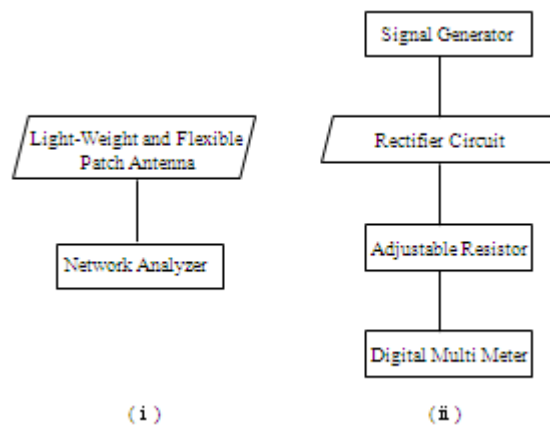 Light-Weight and Flexible
Patch Antenna
Network Analyzer
( i )
Signal Generator
Rectifier Circuit
Adjustable Resistor
Digital Multi Meter
( ii )